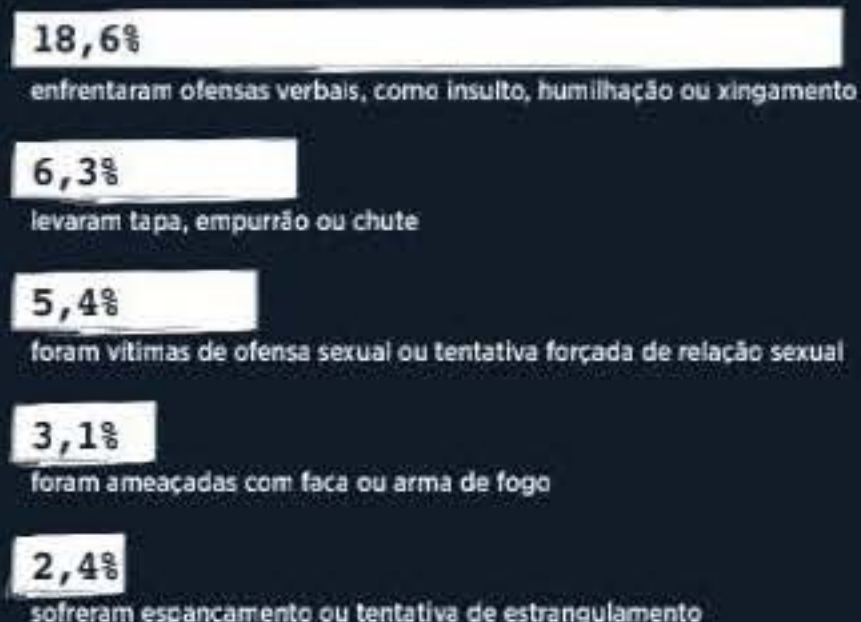 18,6%
enfrentaram ofensas verbais, como insulto, humilhação ou xingamento
6,3%
levaram tapa, empurrão ou chute
5,4%
foram vítimas de ofensa sexual ou tentativa forçada de relação sexual
3,1%
foram ameaçadas com faca ou arma de fogo
2,4%
sofreram espancamento ou tentativa de estrangulamento